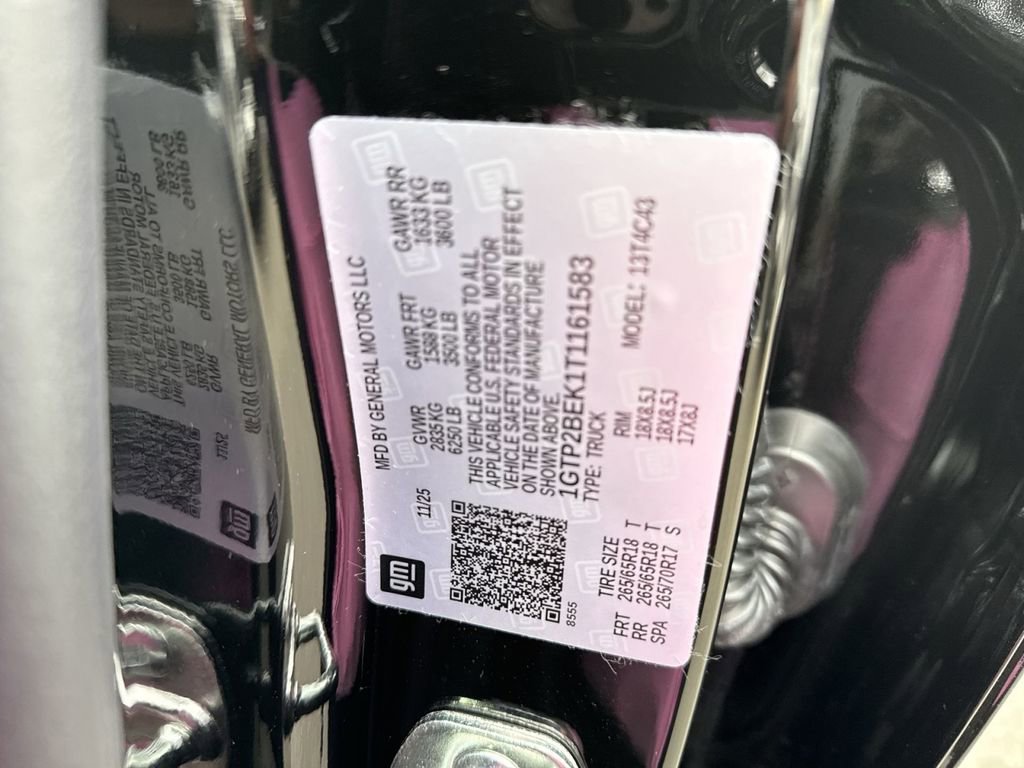 gm
MFD BY GENERAL MOTORS LLC
11/25 GVWR GAWR FRT GAWR RR
2835 KG 1588 KG 1633 KG
6250 LB 3500 LB 3600 LB
THIS VEHICLE CONFORMS TO ALL
APPLICABLE U.S. FEDERAL MOTOR
VEHICLE SAFETY STANDARDS IN EFFECT
ON THE DATE OF MANUFACTURE
SHOWN ABOVE.
1GTP2BEK1T1161583
TYPE: TRUCK MODEL: 13T4C43
8555
TIRE SIZE RIM
FRT 265/65R18 T 18X8.5J
RR 265/65R18 T 18X8.5J
SPA 265/70R17 S 17X8J